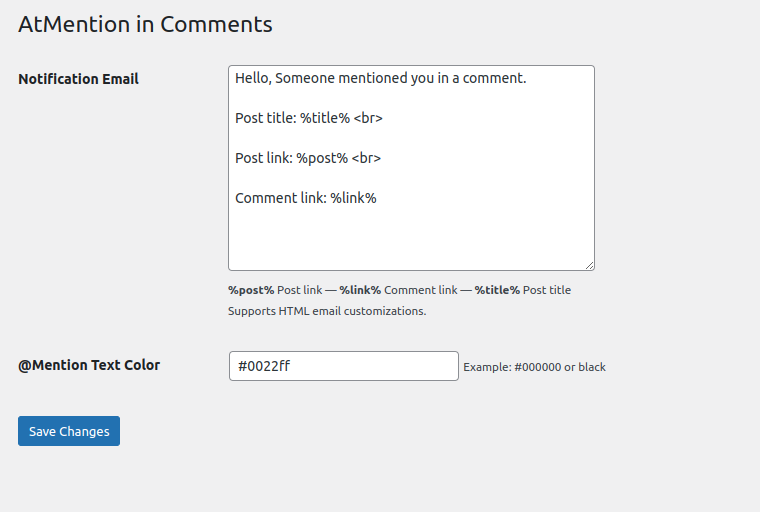 AtMention in Comments
Notification Email
Hello, Someone mentioned you in a comment.
Post title: %title% <br>
Post link: %post% <br>
Comment link: %link%
%post% Post link — %link% Comment link — %title% Post title
Supports HTML email customizations.
@Mention Text Color
#0022ff
Example: #000000 or black
Save Changes